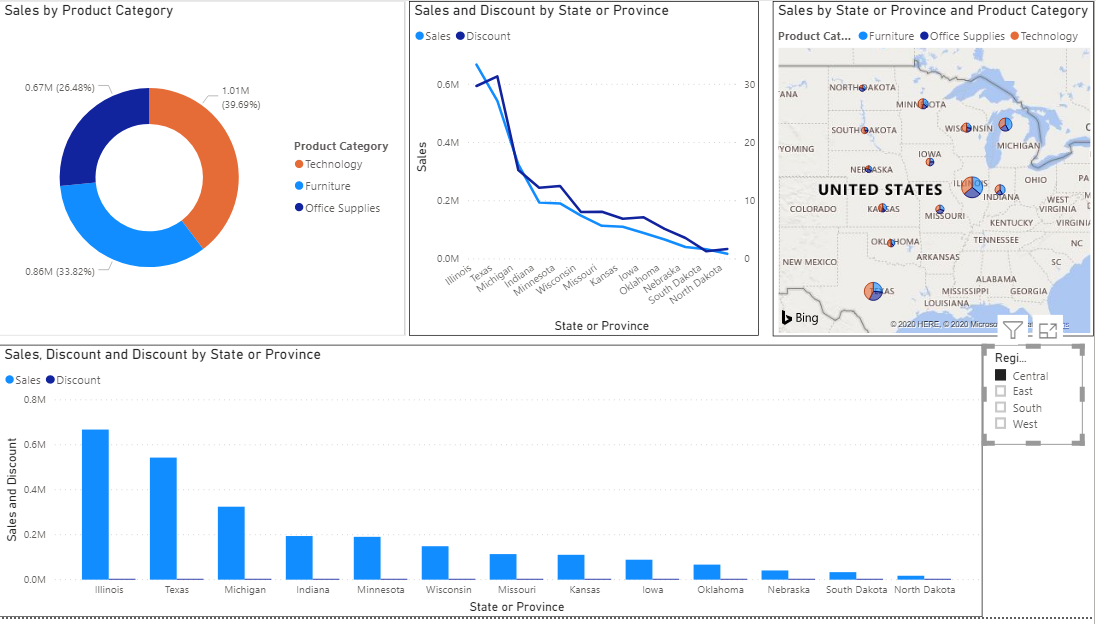 Sales by Product Category
0.67M (26.48%)
1.01M
(39.69%)
0.86M (33.82%)
Product Category
Technology
Furniture
Office Supplies
Sales and Discount by State or Province
Sales Discount
Sales
0.6M
0.4M
0.2M
0.0M
30
20
10
0
Illinois
Texas
Michigan
Indiana
Minnesota
Wisconsin
Missouri
Kansas
Iowa
Oklahoma
Nebraska
South Dakota
North Dakota
State or Province
Sales by State or Province and Product Category
Product Cat... Furniture Office Supplies Technology
NORTH DAKOTA
ANA
MINN OTA
SOUTH DAKOTA
WISCONSIN
MICHIGAN
YOMING
IOWA
NEBRASKA
ILLINOIS
OHIO
PA
UNITED STATES
INDIANA
WEST
VIRGINIA
COLORADO
KANSAS
MISSOURI
VIRGINIA
KENTUCKY
OKLAHOMA
TENNESSEE
NC
NEW MEXICO
ARKANSAS
SC
ALABAMA
TEXAS
MISSISSIPPI
GEORGIA
LOUISIANA
Bing
© 2020 HERE, © 2020 Microso
Sales, Discount and Discount by State or Province
Sales Discount
Sales and Discount
0.8M
0.6M
0.4M
0.2M
0.0M
Illinois Texas Michigan Indiana Minnesota Wisconsin Missouri Kansas Iowa Oklahoma Nebraska South Dakota North Dakota
State or Province
Regi...
Central
East
South
West